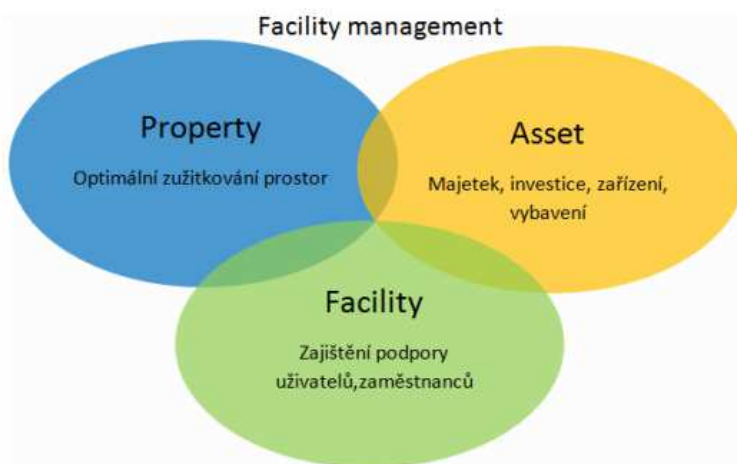 Facility management
Property
Optimální zužitkování prostor
Asset
Majetek, investice, zařízení,
vybavení
Facility
Zajištění podpory
uživatelů,zaměstnanců